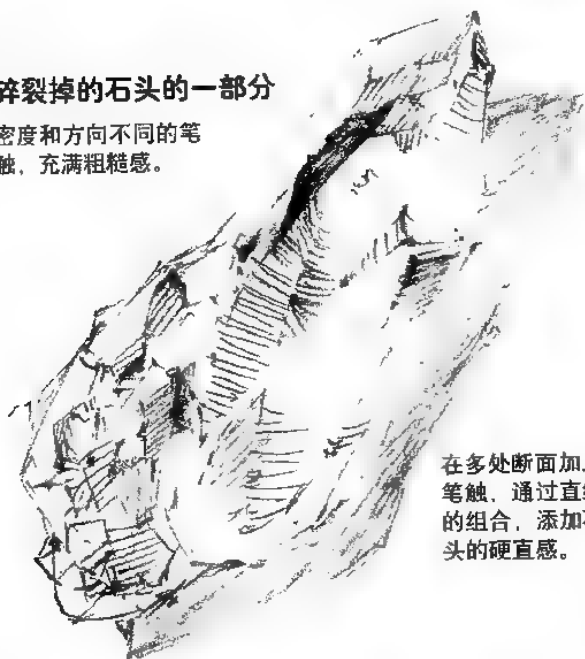 碎裂掉的石头的一部分
密度和方向不同的笔
触，充满粗糙感。
在多处断面加
笔触，通过直
的组合，添加
头的硬直感。